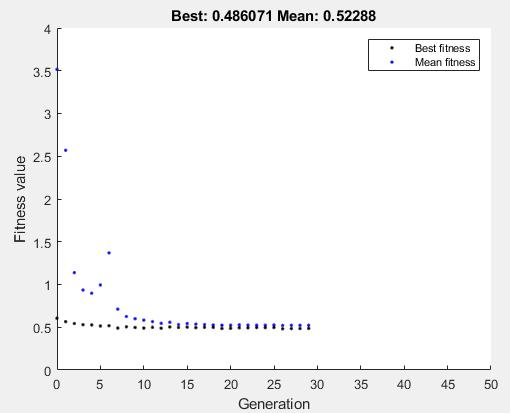 Best: 0.486071 Mean: 0.52288
4
3.5
3
2.5
2
1.5
1
0.5
0
Fitness value
Best fitness
Mean fitness
0 5 10 15 20 25 30 35 40 45 50
Generation